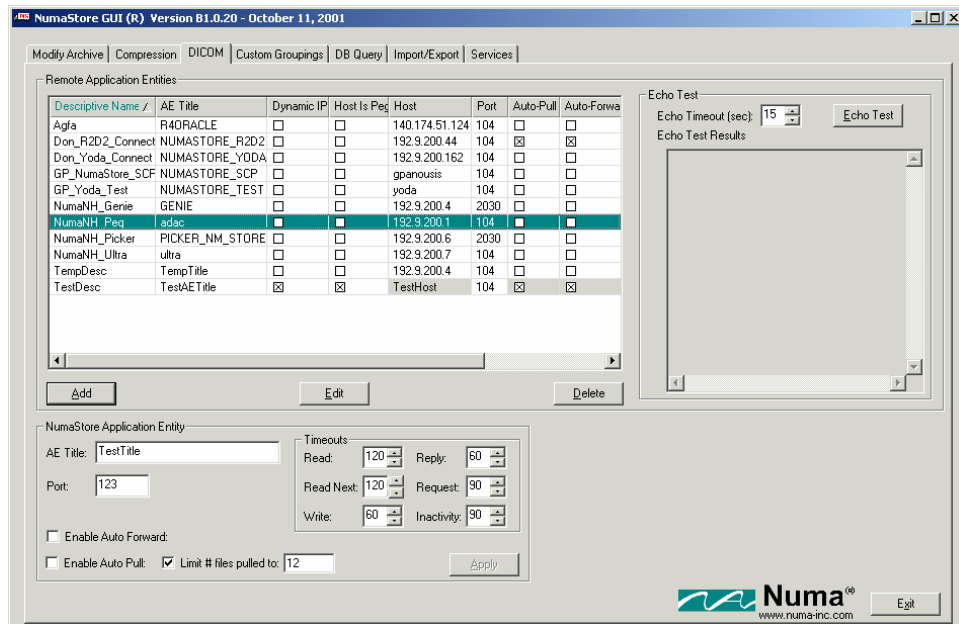 NumaStore GUI (R) Version B1.0.20 - October 11, 2001
Modify Archive Compression DICOM Custom Groupings DB Query Import/Export Services
Remote Application Entities
Descriptive Name AE Title Dynamic IP Host Is Peg Host Port Auto-Pull Auto-Forwa
Agfa R4ORACLE 140.174.51.124 104
Don_R2D2_Connect NUMASTORE_R2D2 192.9.200.44 104
Don_Yoda_Connect NUMASTORE_YODA 192.9.200.162 104
GP_NumaStore_SCP NUMASTORE_SCP gpanousis 104
GP_Yoda_Test NUMASTORE_TEST yoda 104
NumaNH_Genie GENIE 192.9.200.4 2030
NumaNH_Peg adac 192.9.200.1 104
NumaNH_Picker PICKER_NM_STORE 192.9.200.6 2030
NumaNH_Ultra ultra 192.9.200.7 104
TempDesc TempTitle 192.9.200.4 104
TestDesc TestAETitle TestHost 104
Add Edit Delete
Echo Test
Echo Timeout (sec): 15 Echo Test
Echo Test Results
NumaStore Application Entity
AE Title: TestTitle
Port: 123
Timeouts
Read: 120 Reply: 60
Read Next: 120 Request: 90
Write: 60 Inactivity: 90
Enable Auto Forward:
Enable Auto Pull: Limit # files pulled to: 12
Apply
Numa(R)
www.numa-inc.com
Exit